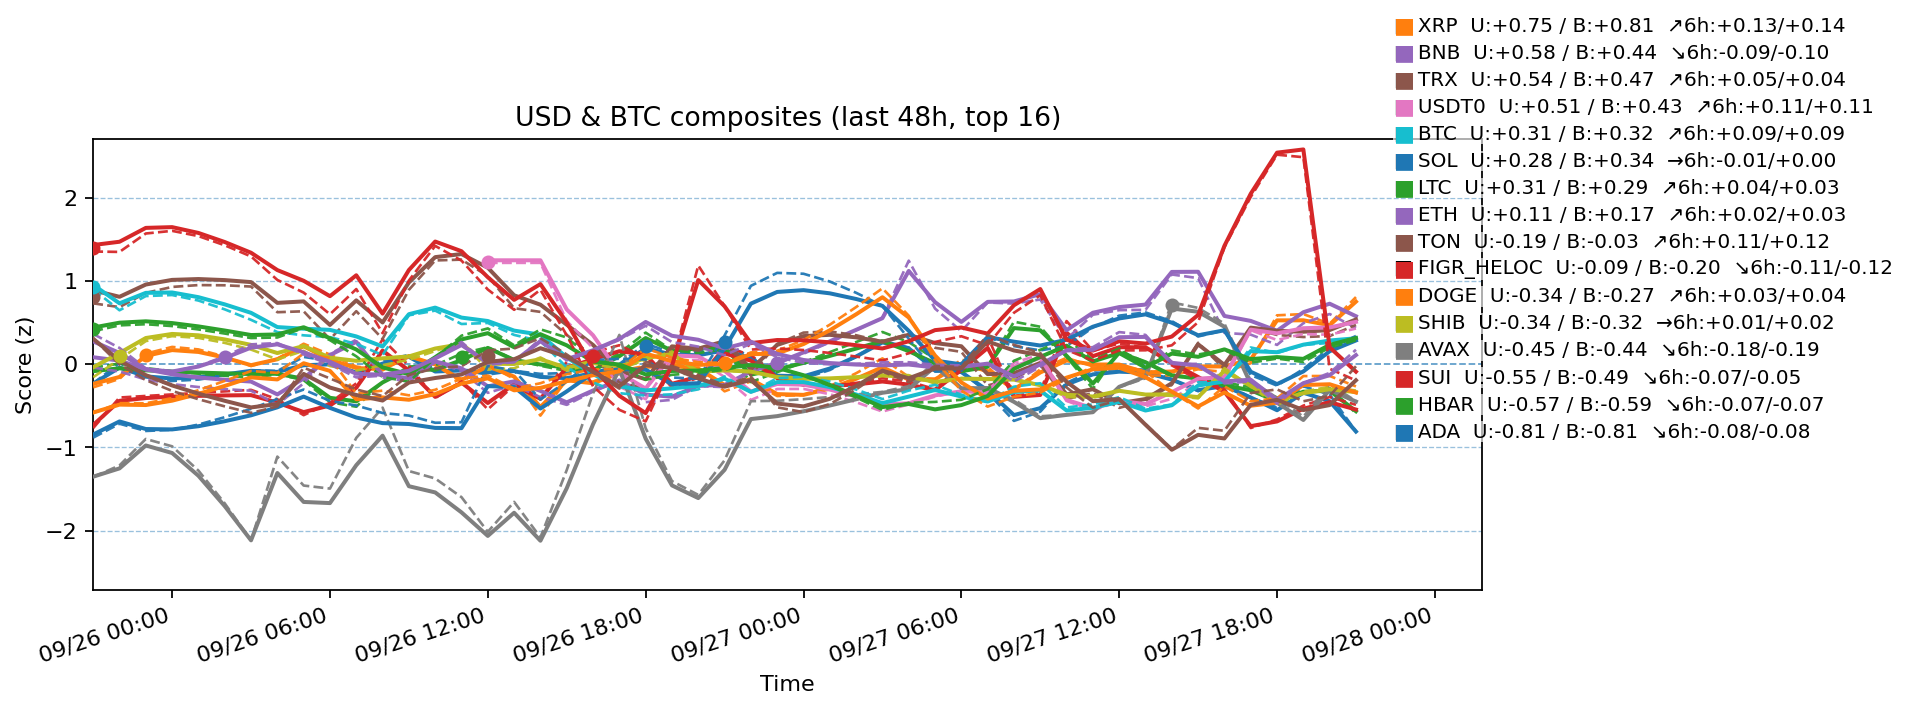 XRP U:+0.75 / B:+0.81 ↗6h:+0.13/+0.14
BNB U:+0.58 / B:+0.44 ↘6h:-0.09/-0.10
TRX U:+0.54 / B:+0.47 ↗6h:+0.05/+0.04
USDT0 U:+0.51 / B:+0.43 ↗6h:+0.11/+0.11
BTC U:+0.31 / B:+0.32 ↗6h:+0.09/+0.09
SOL U:+0.28 / B:+0.34 →6h:-0.01/+0.00
LTC U:+0.31 / B:+0.29 ↗6h:+0.04/+0.03
ETH U:+0.11 / B:+0.17 ↗6h:+0.02/+0.03
TON U:-0.19 / B:-0.03 ↗6h:+0.11/+0.12
FIGR_HELOC U:-0.09 / B:-0.20 ↘6h:-0.11/-0.12
DOGE U:-0.34 / B:-0.27 ↗6h:+0.03/+0.04
SHIB U:-0.34 / B:-0.32 →6h:+0.01/+0.02
AVAX U:-0.45 / B:-0.44 ↘6h:-0.18/-0.19
SUI U:-0.55 / B:-0.49 ↘6h:-0.07/-0.05
HBAR U:-0.57 / B:-0.59 ↘6h:-0.07/-0.07
ADA U:-0.81 / B:-0.81 ↘6h:-0.08/-0.08
USD & BTC composites (last 48h, top 16)
Score (z)
2
1
0
−1
−2
09/26 00:00
09/26 06:00
09/26 12:00
09/26 18:00
09/27 00:00
09/27 06:00
09/27 12:00
09/27 18:00
09/28 00:00
Time